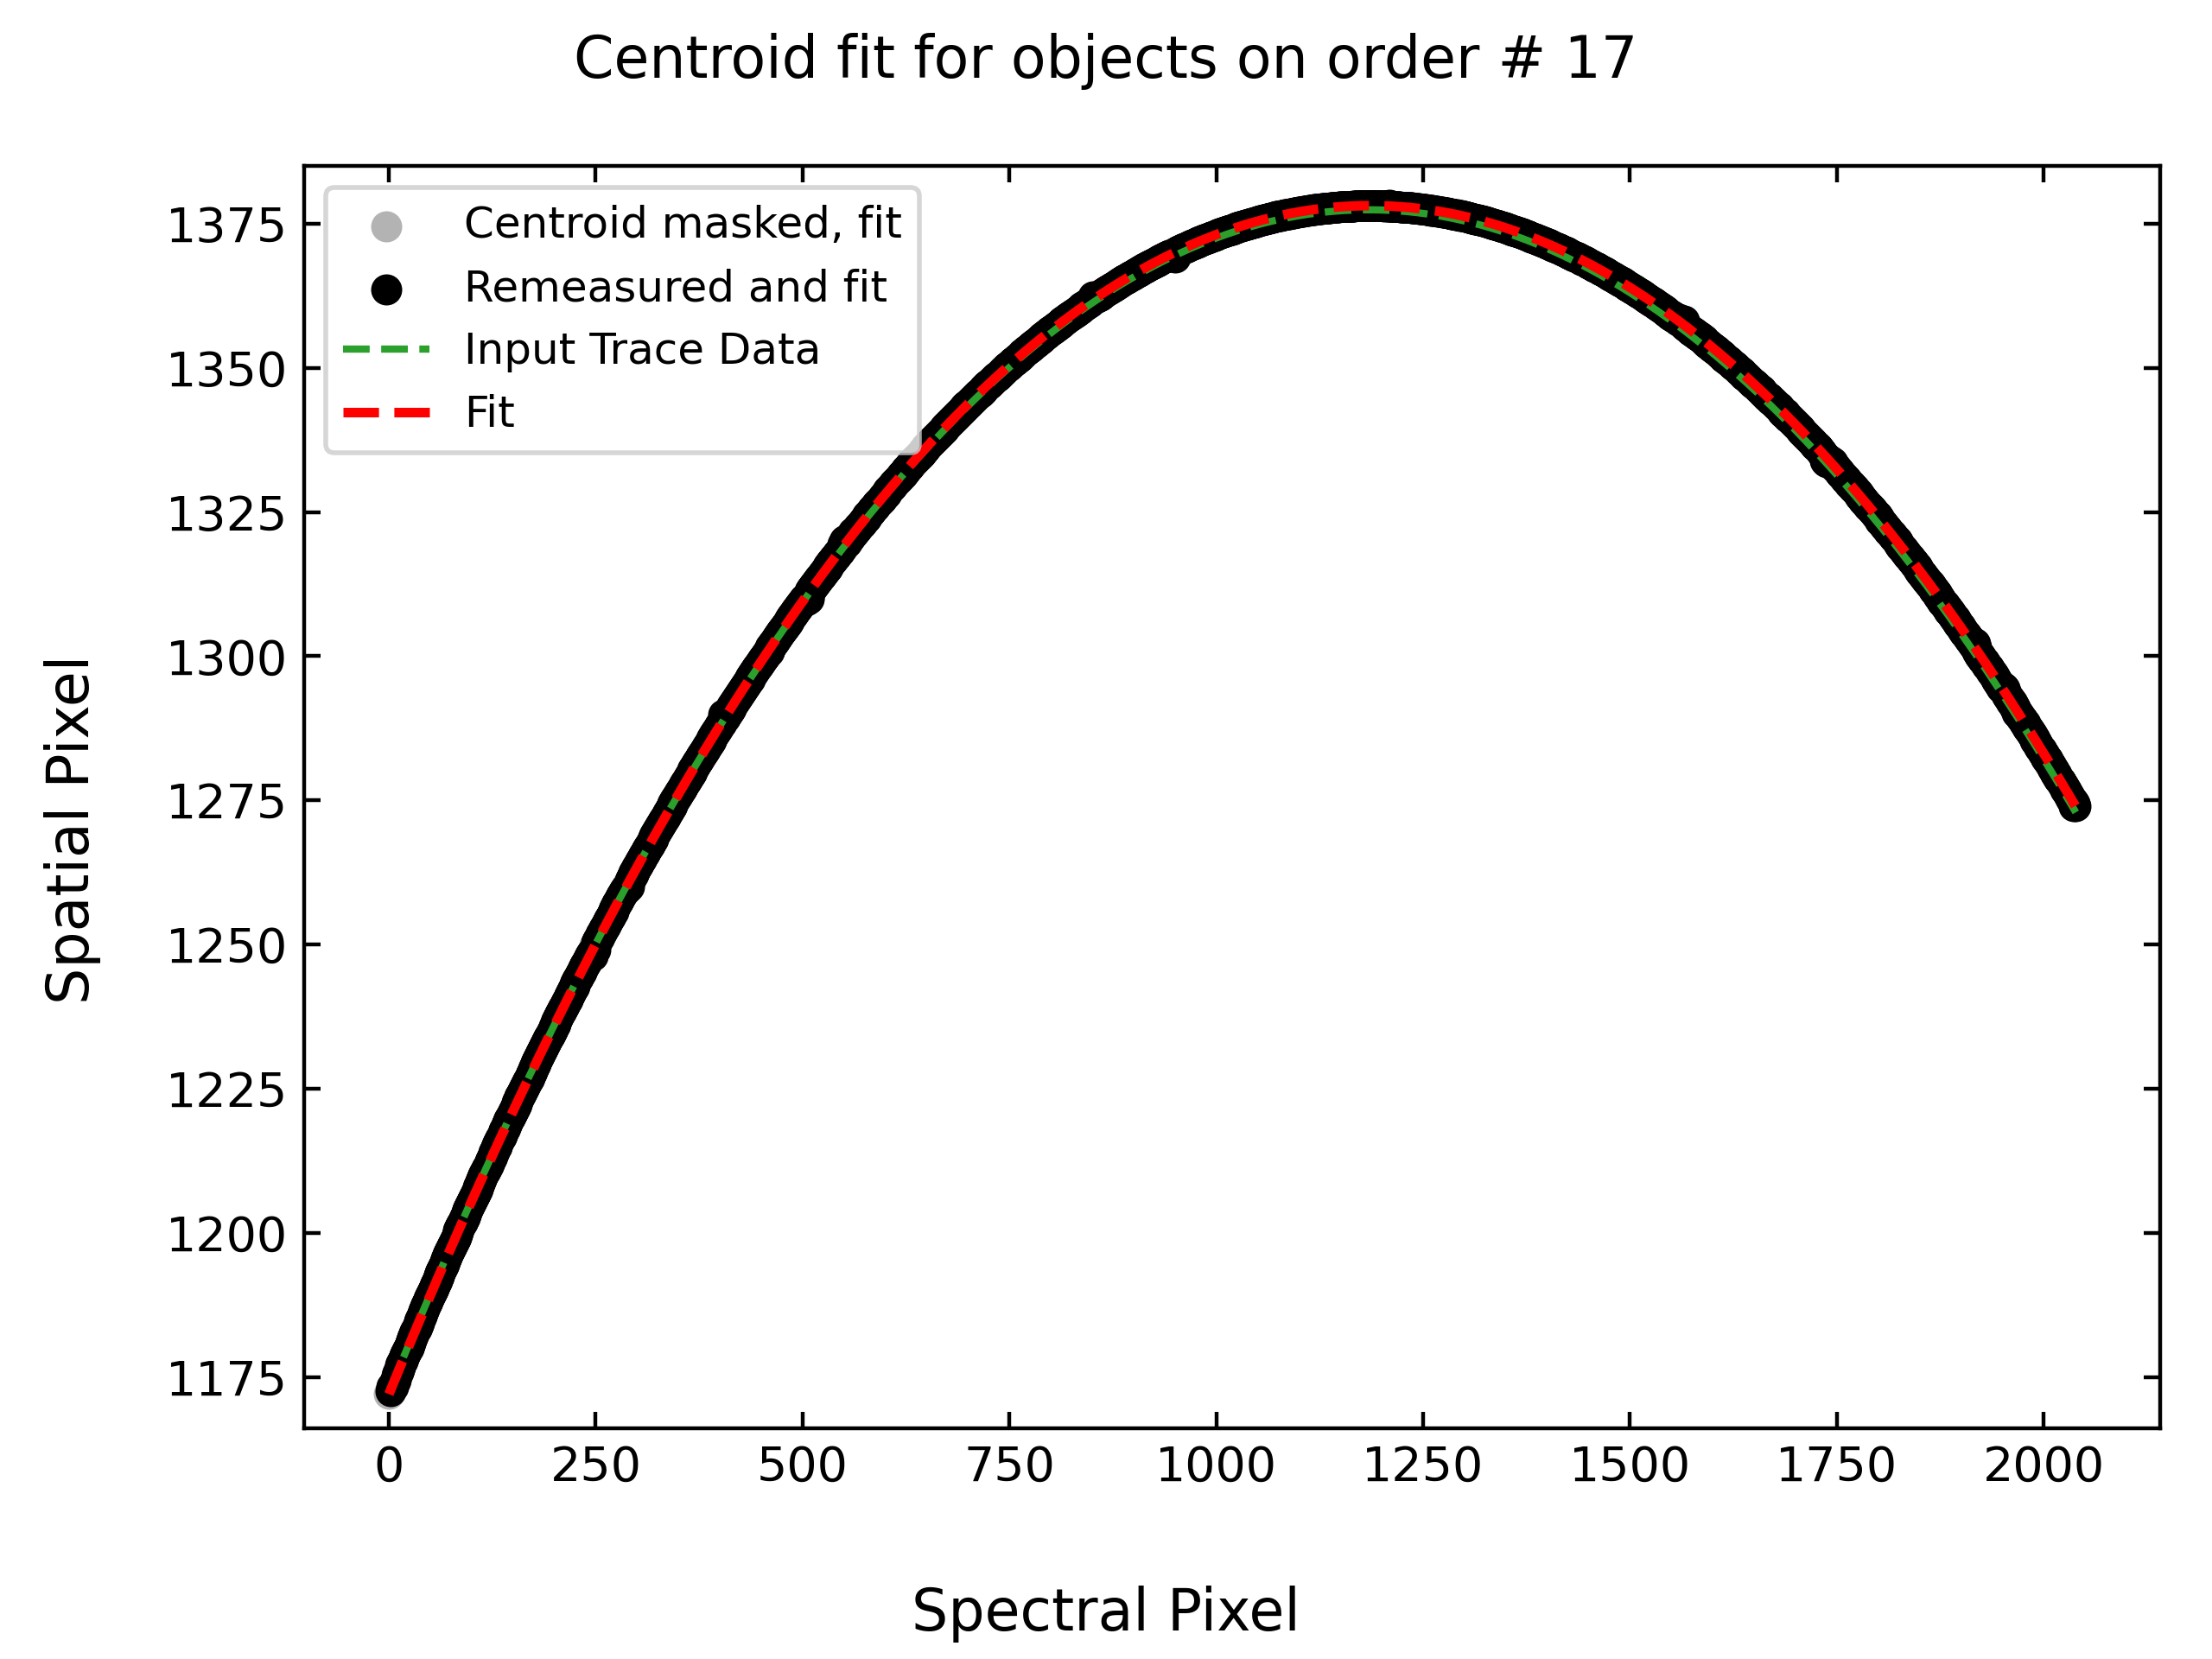 Centroid fit for objects on order # 17
Centroid masked, fit
Remeasured and fit
Input Trace Data
Fit
1375
1350
1325
1300
1275
1250
1225
1200
1175
Spatial Pixel
0 250 500 750 1000 1250 1500 1750 2000
Spectral Pixel